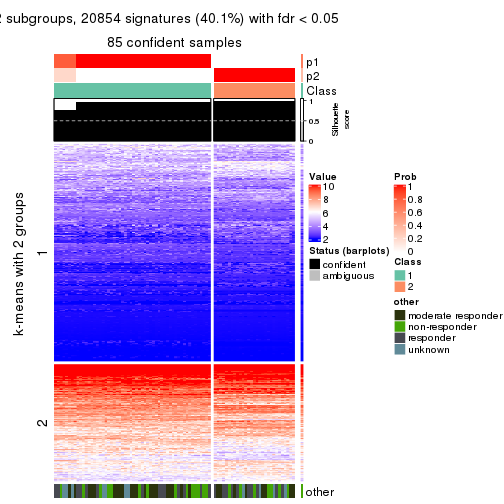 2 subgroups, 20854 signatures (40.1%) with fdr < 0.05
85 confident samples
p1
p2
Class
1
0.5
0
Silhouette
score
k-means with 2 groups
1
2
Value
10
8
6
4
2
Status (barplots)
confident
ambiguous
Prob
1
0.8
0.6
0.4
0.2
0
Class
1
2
other
moderate responder
non-responder
responder
unknown
other